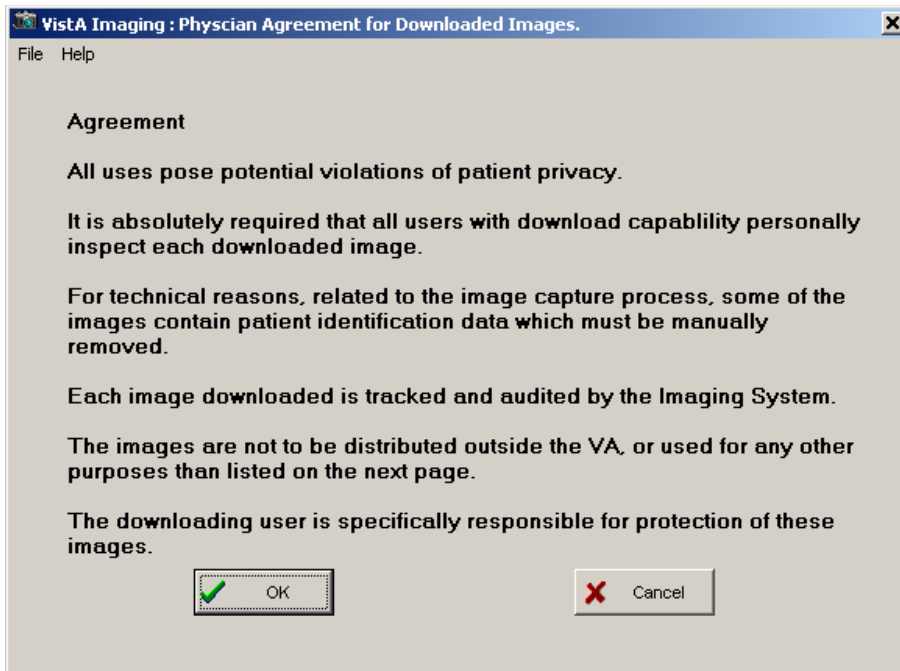 VistA Imaging : Physcian Agreement for Downloaded Images.
File Help
Agreement
All uses pose potential violations of patient privacy.
It is absolutely required that all users with download capablility personally
inspect each downloaded image.
For technical reasons, related to the image capture process, some of the
images contain patient identification data which must be manually
removed.
Each image downloaded is tracked and audited by the Imaging System.
The images are not to be distributed outside the VA, or used for any other
purposes than listed on the next page.
The downloading user is specifically responsible for protection of these
images.
OK Cancel